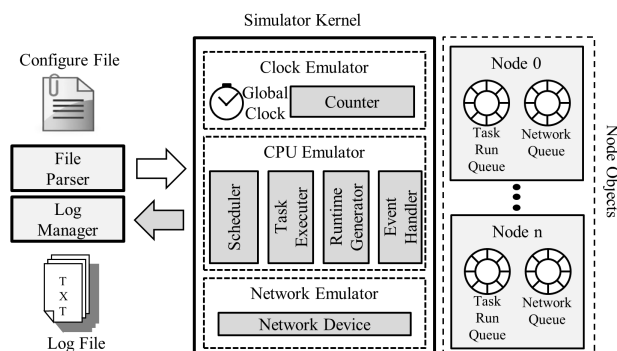 Simulator Kernel
Configure File
File
Parser
Log
Manager
T
X
T
Log File
Clock Emulator
Global
Clock
Counter
CPU Emulator
Scheduler
Task
Executer
Runtime
Generator
Event
Handler
Network Emulator
Network Device
Node 0
Task
Run
Queue
Network
Queue
Node n
Task
Run
Queue
Network
Queue
Node Objects